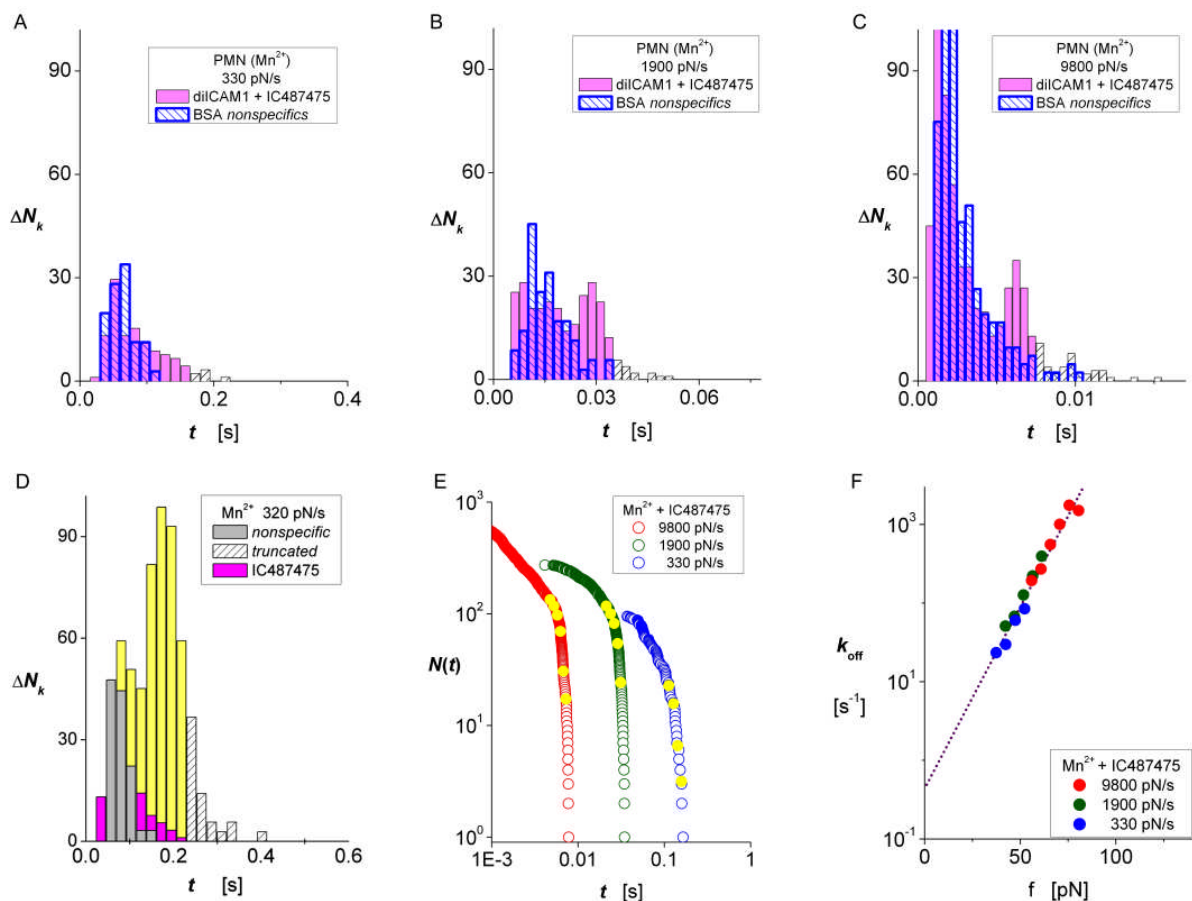 A
PMN (Mn²⁺)
330 pN/s
diICAM1 + IC487475
BSA nonspecifics
90
60
30
0
ΔNₖ
0.0 0.2 0.4
t [s]
B
PMN (Mn²⁺)
1900 pN/s
diICAM1 + IC487475
BSA nonspecifics
90
60
30
0
ΔNₖ
0.00 0.03 0.06
t [s]
C
PMN (Mn²⁺)
9800 pN/s
diICAM1 + IC487475
BSA nonspecifics
90
60
30
0
ΔNₖ
0.00 0.01
t [s]
D
Mn²⁺ 320 pN/s
nonspecific
truncated
IC487475
90
60
30
0
ΔNₖ
0.0 0.2 0.4 0.6
t [s]
E
Mn²⁺ + IC487475
9800 pN/s
1900 pN/s
330 pN/s
10³
10²
10¹
10⁰
N(t)
1E-3 0.01 0.1 1
t [s]
F
10³
10¹
10⁻¹
k_off
[s⁻¹]
Mn²⁺ + IC487475
9800 pN/s
1900 pN/s
330 pN/s
0 50 100
f [pN]